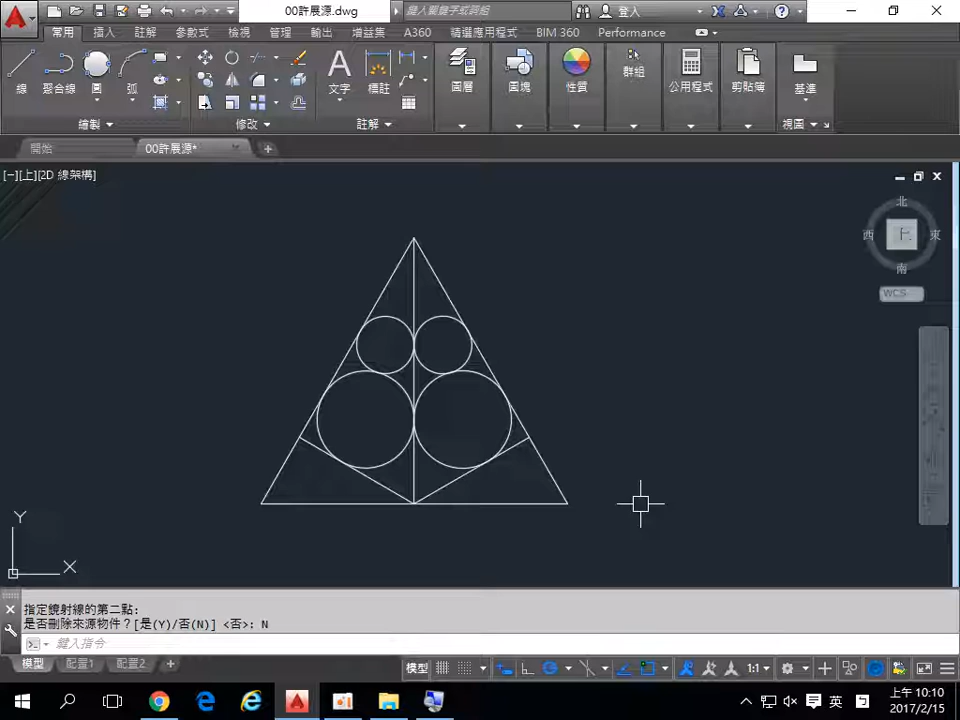 00許展源.dwg
鍵入關鍵字或詞組
登入
常用 插入 註解 參數式 檢視 管理 輸出 增益集 A360 精選應用程式 BIM 360 Performance
線 聚合線 圓 弧 文字 標註 圖層 圖塊 性質 群組 公用程式 剪貼簿 基準
繪製 修改 註解 視圖
開始 00許展源*
[−][上][2D 線架構]
北
西 上 東
南
WCS
Y
X
指定鏡射線的第二點:
是否刪除來源物件？[是(Y)/否(N)] <否>: N
鍵入指令
模型 配置1 配置2 +
模型 1:1
英
上午 10:10
2017/2/15